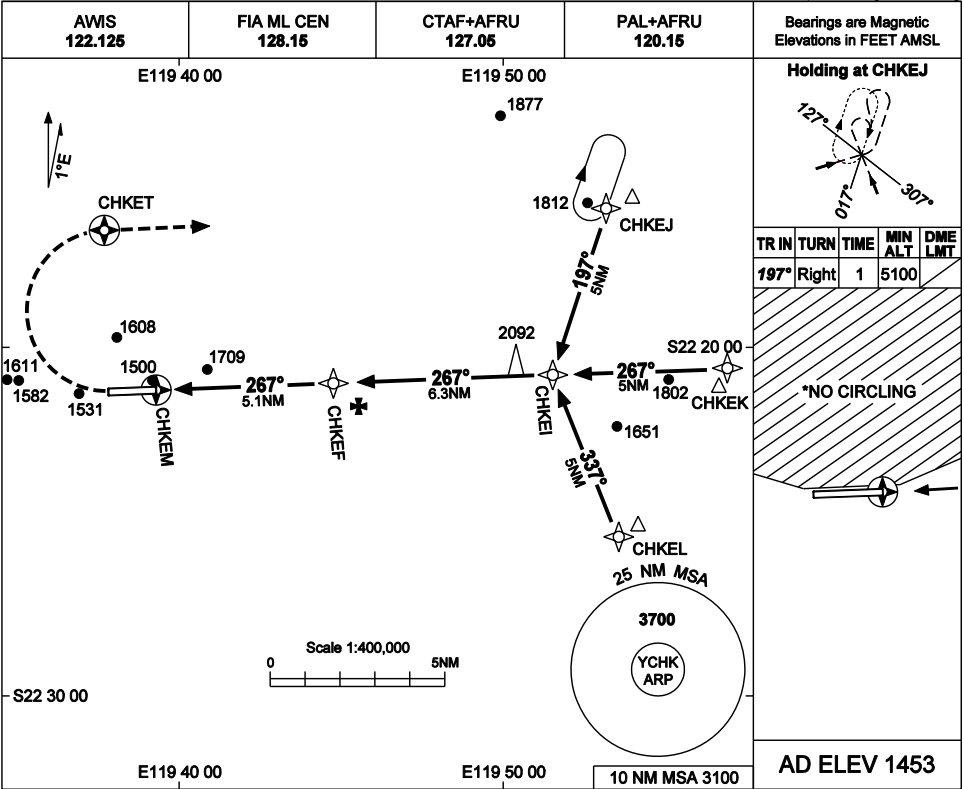 AWIS
122.125
FIA ML CEN
128.15
CTAF+AFRU
127.05
PAL+AFRU
120.15
Bearings are Magnetic
Elevations in FEET AMSL
E119 40 00
E119 50 00
1877
1°E
CHKET
1812
CHKEJ
197°
5NM
1608
2092
S22 20 00
1611
1582
1531
1500
1709
267°
5.1NM
267°
6.3NM
267°
5NM
1802
CHKEK
CHKEM
CHKEF
CHKEI
1651
337°
5NM
CHKEL
25 NM MSA
3700
YCHK
ARP
Scale 1:400,000
0
5NM
S22 30 00
E119 40 00
E119 50 00
10 NM MSA 3100
Holding at CHKEJ
127°
017°
307°
TR IN TURN TIME MIN ALT DME LMT
197° Right 1 5100
*NO CIRCLING
AD ELEV 1453